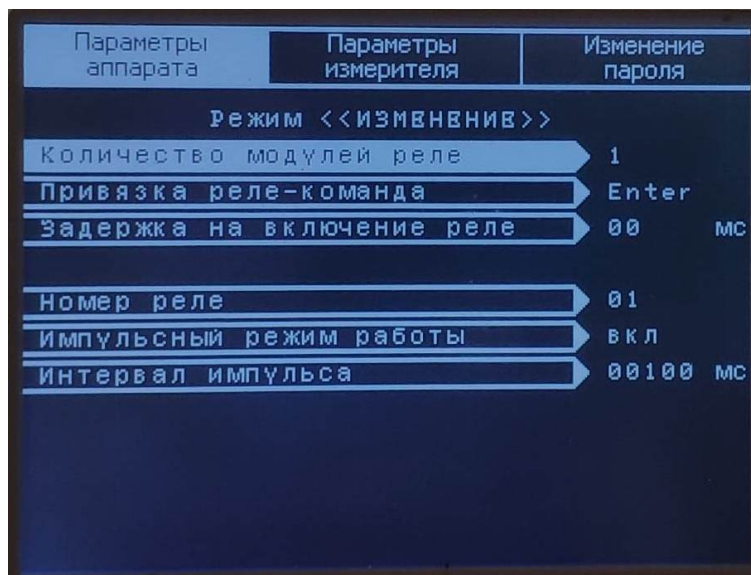 Параметры аппарата
Параметры измерителя
Изменение пароля
Режим <<ИЗМЕНЕНИЕ>>
Количество модулей реле 1
Привязка реле-команда Enter
Задержка на включение реле 00 мс
Номер реле 01
Импульсный режим работы вкл
Интервал импульса 00100 мс